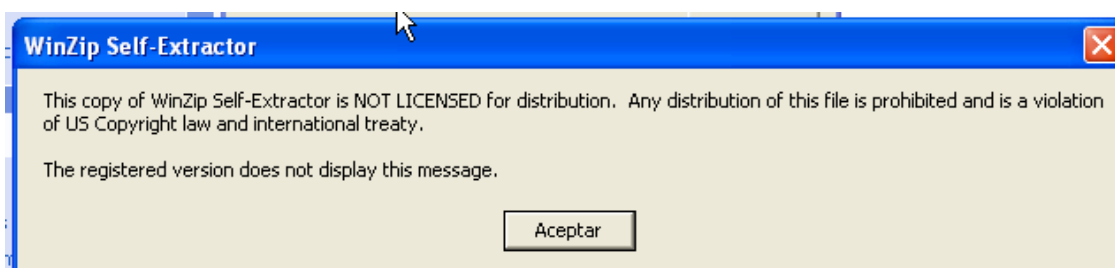 WinZip Self-Extractor
This copy of WinZip Self-Extractor is NOT LICENSED for distribution.  Any distribution of this file is prohibited and is a violation
of US Copyright law and international treaty.
The registered version does not display this message.
Aceptar